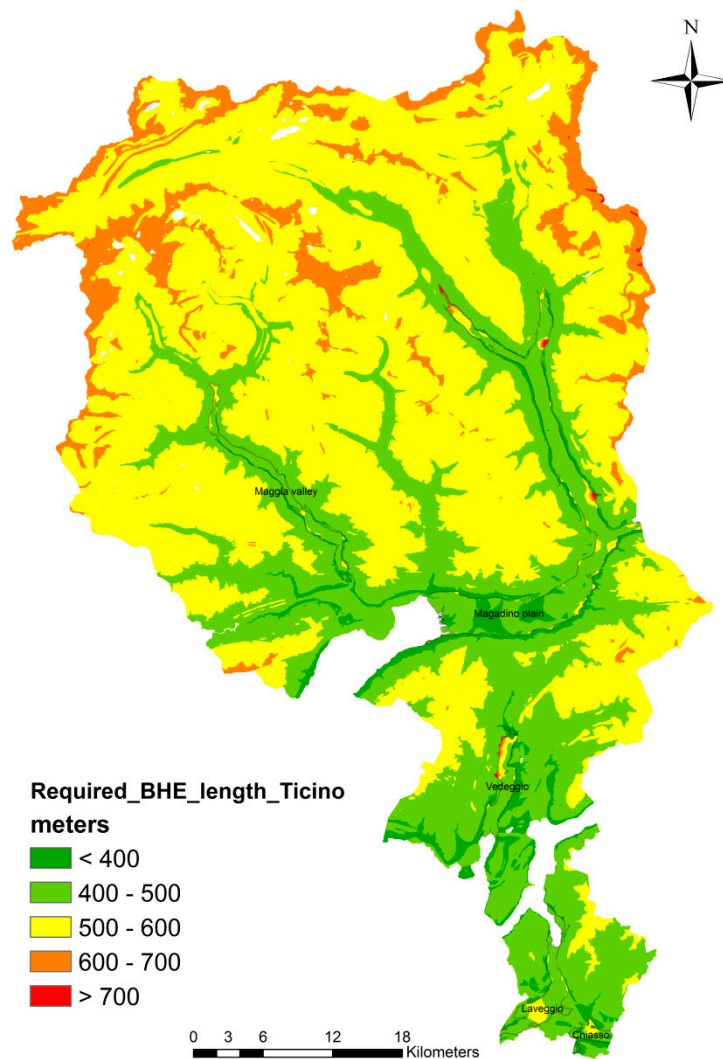 N
Maggia valley
Magadino plain
Vedeggio
Required_BHE_length_Ticino
meters
< 400
400 - 500
500 - 600
600 - 700
> 700
Laveggio
Chiasso
0 3 6 12 18
Kilometers